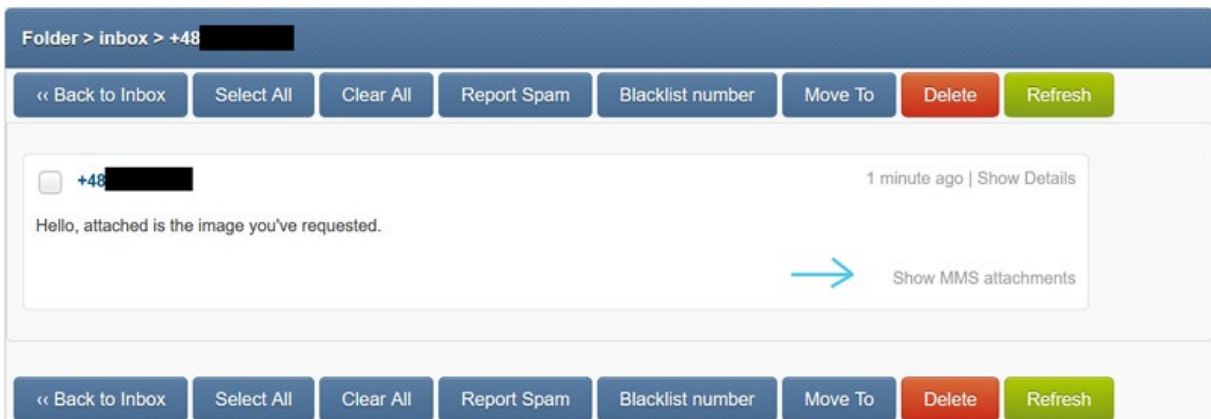 Folder > inbox > +48
‹‹ Back to Inbox Select All Clear All Report Spam Blacklist number Move To Delete Refresh
+48 1 minute ago | Show Details
Hello, attached is the image you've requested.
Show MMS attachments
‹‹ Back to Inbox Select All Clear All Report Spam Blacklist number Move To Delete Refresh